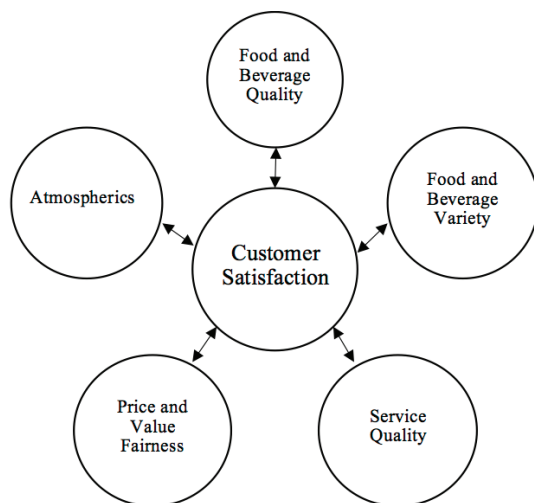 Food and
Beverage
Quality
Atmospherics
Food and
Beverage
Variety
Customer
Satisfaction
Price and
Value
Fairness
Service
Quality